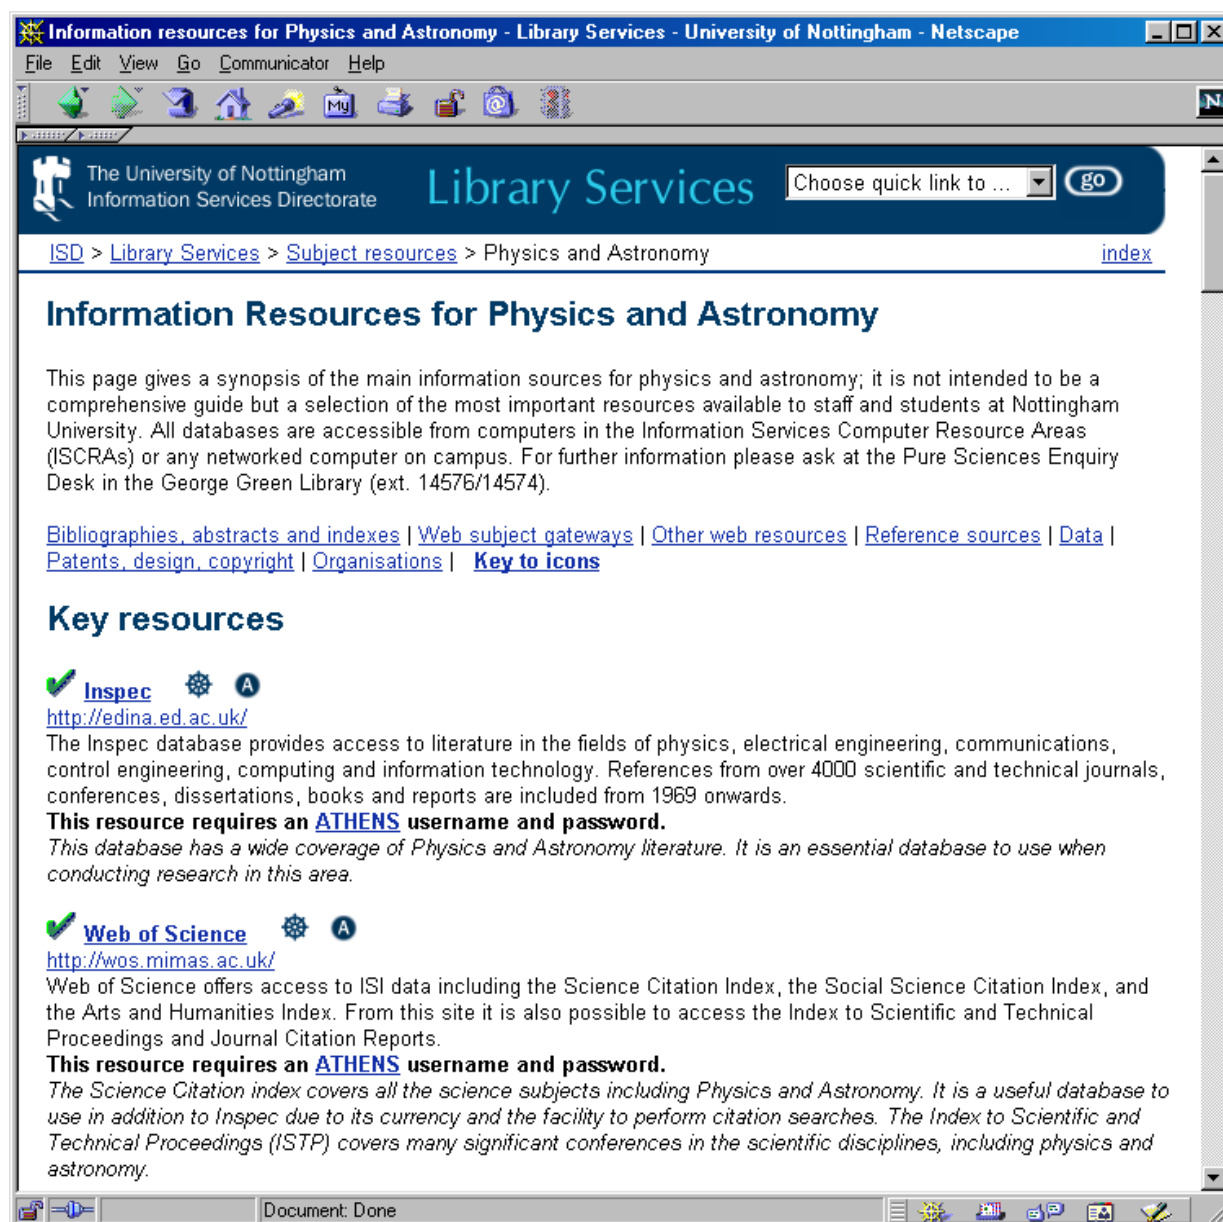 Information resources for Physics and Astronomy - Library Services - University of Nottingham - Netscape
File Edit View Go Communicator Help
My
N
The University of Nottingham
Information Services Directorate
Library Services
Choose quick link to ...
go
ISD > Library Services > Subject resources > Physics and Astronomy
index
Information Resources for Physics and Astronomy
This page gives a synopsis of the main information sources for physics and astronomy; it is not intended to be a
comprehensive guide but a selection of the most important resources available to staff and students at Nottingham
University. All databases are accessible from computers in the Information Services Computer Resource Areas
(ISCRAs) or any networked computer on campus. For further information please ask at the Pure Sciences Enquiry
Desk in the George Green Library (ext. 14576/14574).
Bibliographies, abstracts and indexes | Web subject gateways | Other web resources | Reference sources | Data |
Patents, design, copyright | Organisations | Key to icons
Key resources
Inspec A
http://edina.ed.ac.uk/
The Inspec database provides access to literature in the fields of physics, electrical engineering, communications,
control engineering, computing and information technology. References from over 4000 scientific and technical journals,
conferences, dissertations, books and reports are included from 1969 onwards.
This resource requires an ATHENS username and password.
This database has a wide coverage of Physics and Astronomy literature. It is an essential database to use when
conducting research in this area.
Web of Science A
http://wos.mimas.ac.uk/
Web of Science offers access to ISI data including the Science Citation Index, the Social Science Citation Index, and
the Arts and Humanities Index. From this site it is also possible to access the Index to Scientific and Technical
Proceedings and Journal Citation Reports.
This resource requires an ATHENS username and password.
The Science Citation index covers all the science subjects including Physics and Astronomy. It is a useful database to
use in addition to Inspec due to its currency and the facility to perform citation searches. The Index to Scientific and
Technical Proceedings (ISTP) covers many significant conferences in the scientific disciplines, including physics and
astronomy.
Document: Done